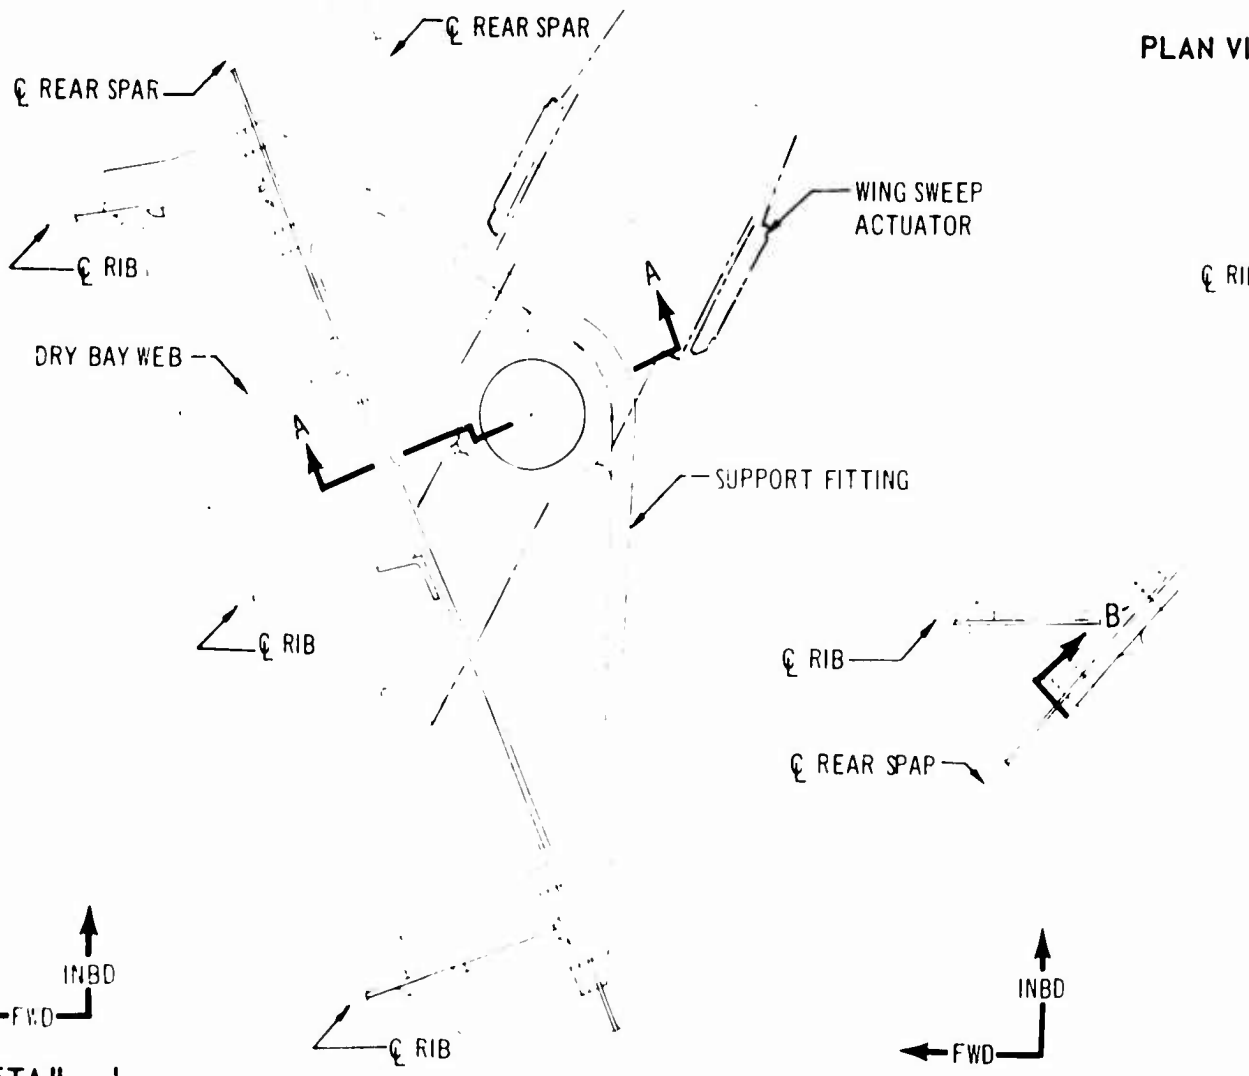 ℄ REAR SPAR
PLAN VI
℄ REAR SPAR
WING SWEEP
ACTUATOR
℄ RIB
℄ RI
A
DRY BAY WEB
A
SUPPORT FITTING
B
℄ RIB
℄ RIB
℄ REAR SPAP
INBD
FWD
INBD
FWD
℄ RIB